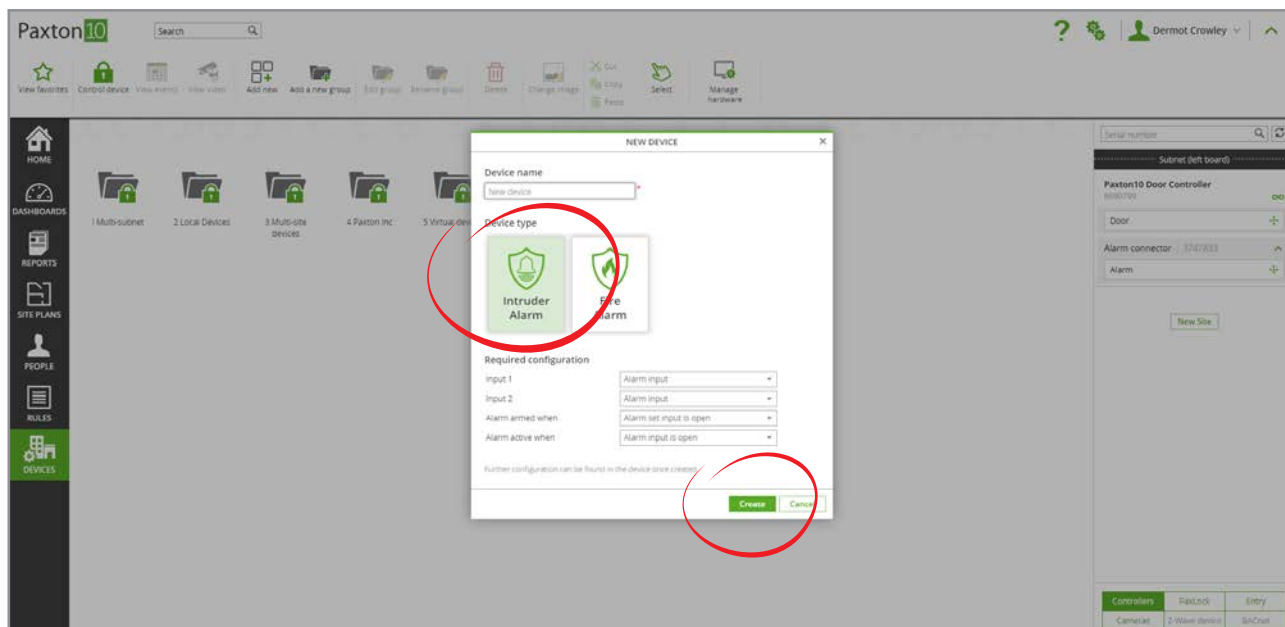 Paxton10
Search
Dermot Crowley
View favorites
Control device
View events
View video
Add new
Add a new group
Edit group
Rename group
Delete
Change image
Cut
Copy
Paste
Select
Manage hardware
HOME
DASHBOARDS
REPORTS
SITE PLANS
PEOPLE
RULES
DEVICES
1 Multi-subnet
2 Local Devices
3 Multi-site devices
4 Paxton Inc
5 Virtual dev
NEW DEVICE
Device name
New device
*
Device type
Intruder
Alarm
Fire
Alarm
Required configuration
Input 1
Alarm input
Input 2
Alarm input
Alarm armed when
Alarm set input is open
Alarm active when
Alarm input is open
Further configuration can be found in the device once created
Create
Cancel
Serial number
Subnet (left board)
Paxton10 Door Controller
Door
Alarm connector
Alarm
New Site
Controllers
PaxLock
Entry
Cameras
Z-Wave device
BACnet